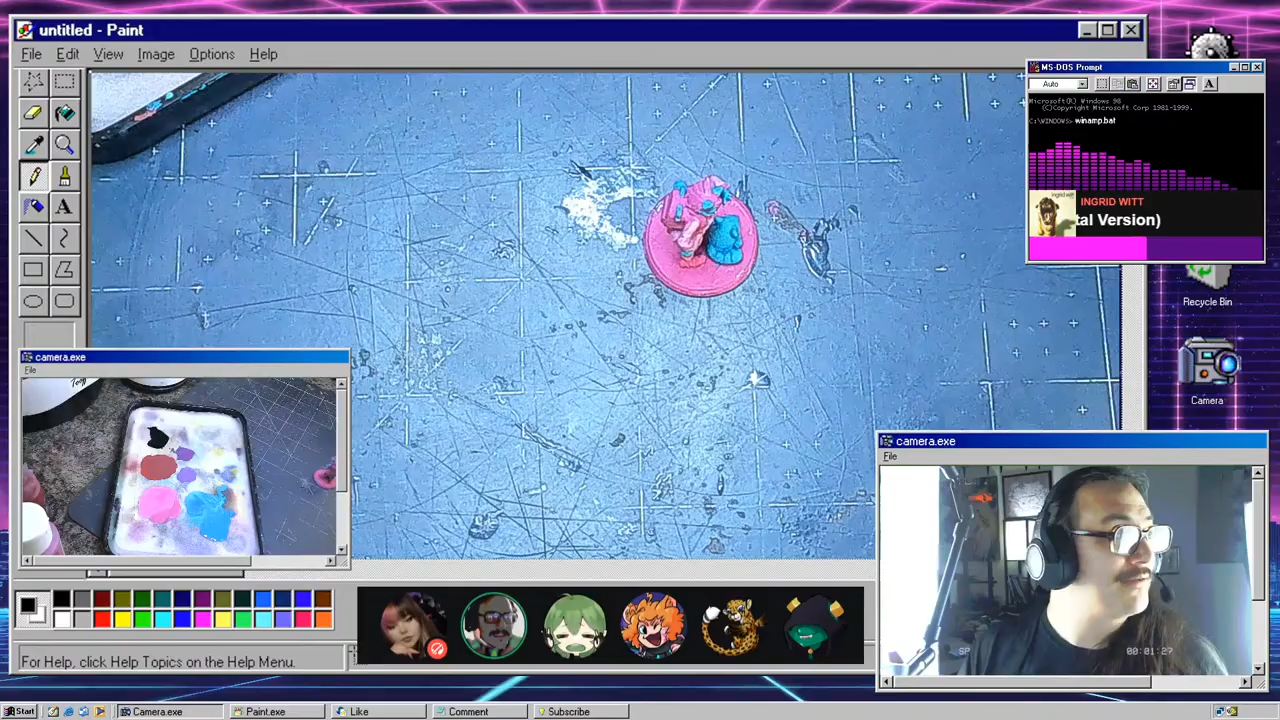 untitled - Paint
File Edit View Image Options Help
MS-DOS Prompt
Auto
Microsoft(R) Windows 98
(C)Copyright Microsoft Corp 1981-1999.
C:\WINDOWS> winamp.bat
INGRID WITT
tal Version)
Recycle Bin
Camera
camera.exe
File
camera.exe
File
SP 00:01:27
For Help, click Help Topics on the Help Menu.
Start Camera.exe Paint.exe Like Comment Subscribe